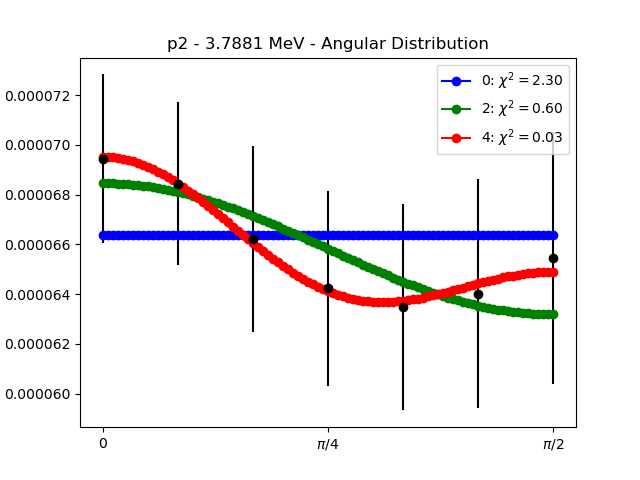 p2 - 3.7881 MeV - Angular Distribution
0: χ² = 2.30
2: χ² = 0.60
4: χ² = 0.03
0.000072
0.000070
0.000068
0.000066
0.000064
0.000062
0.000060
0
π/4
π/2